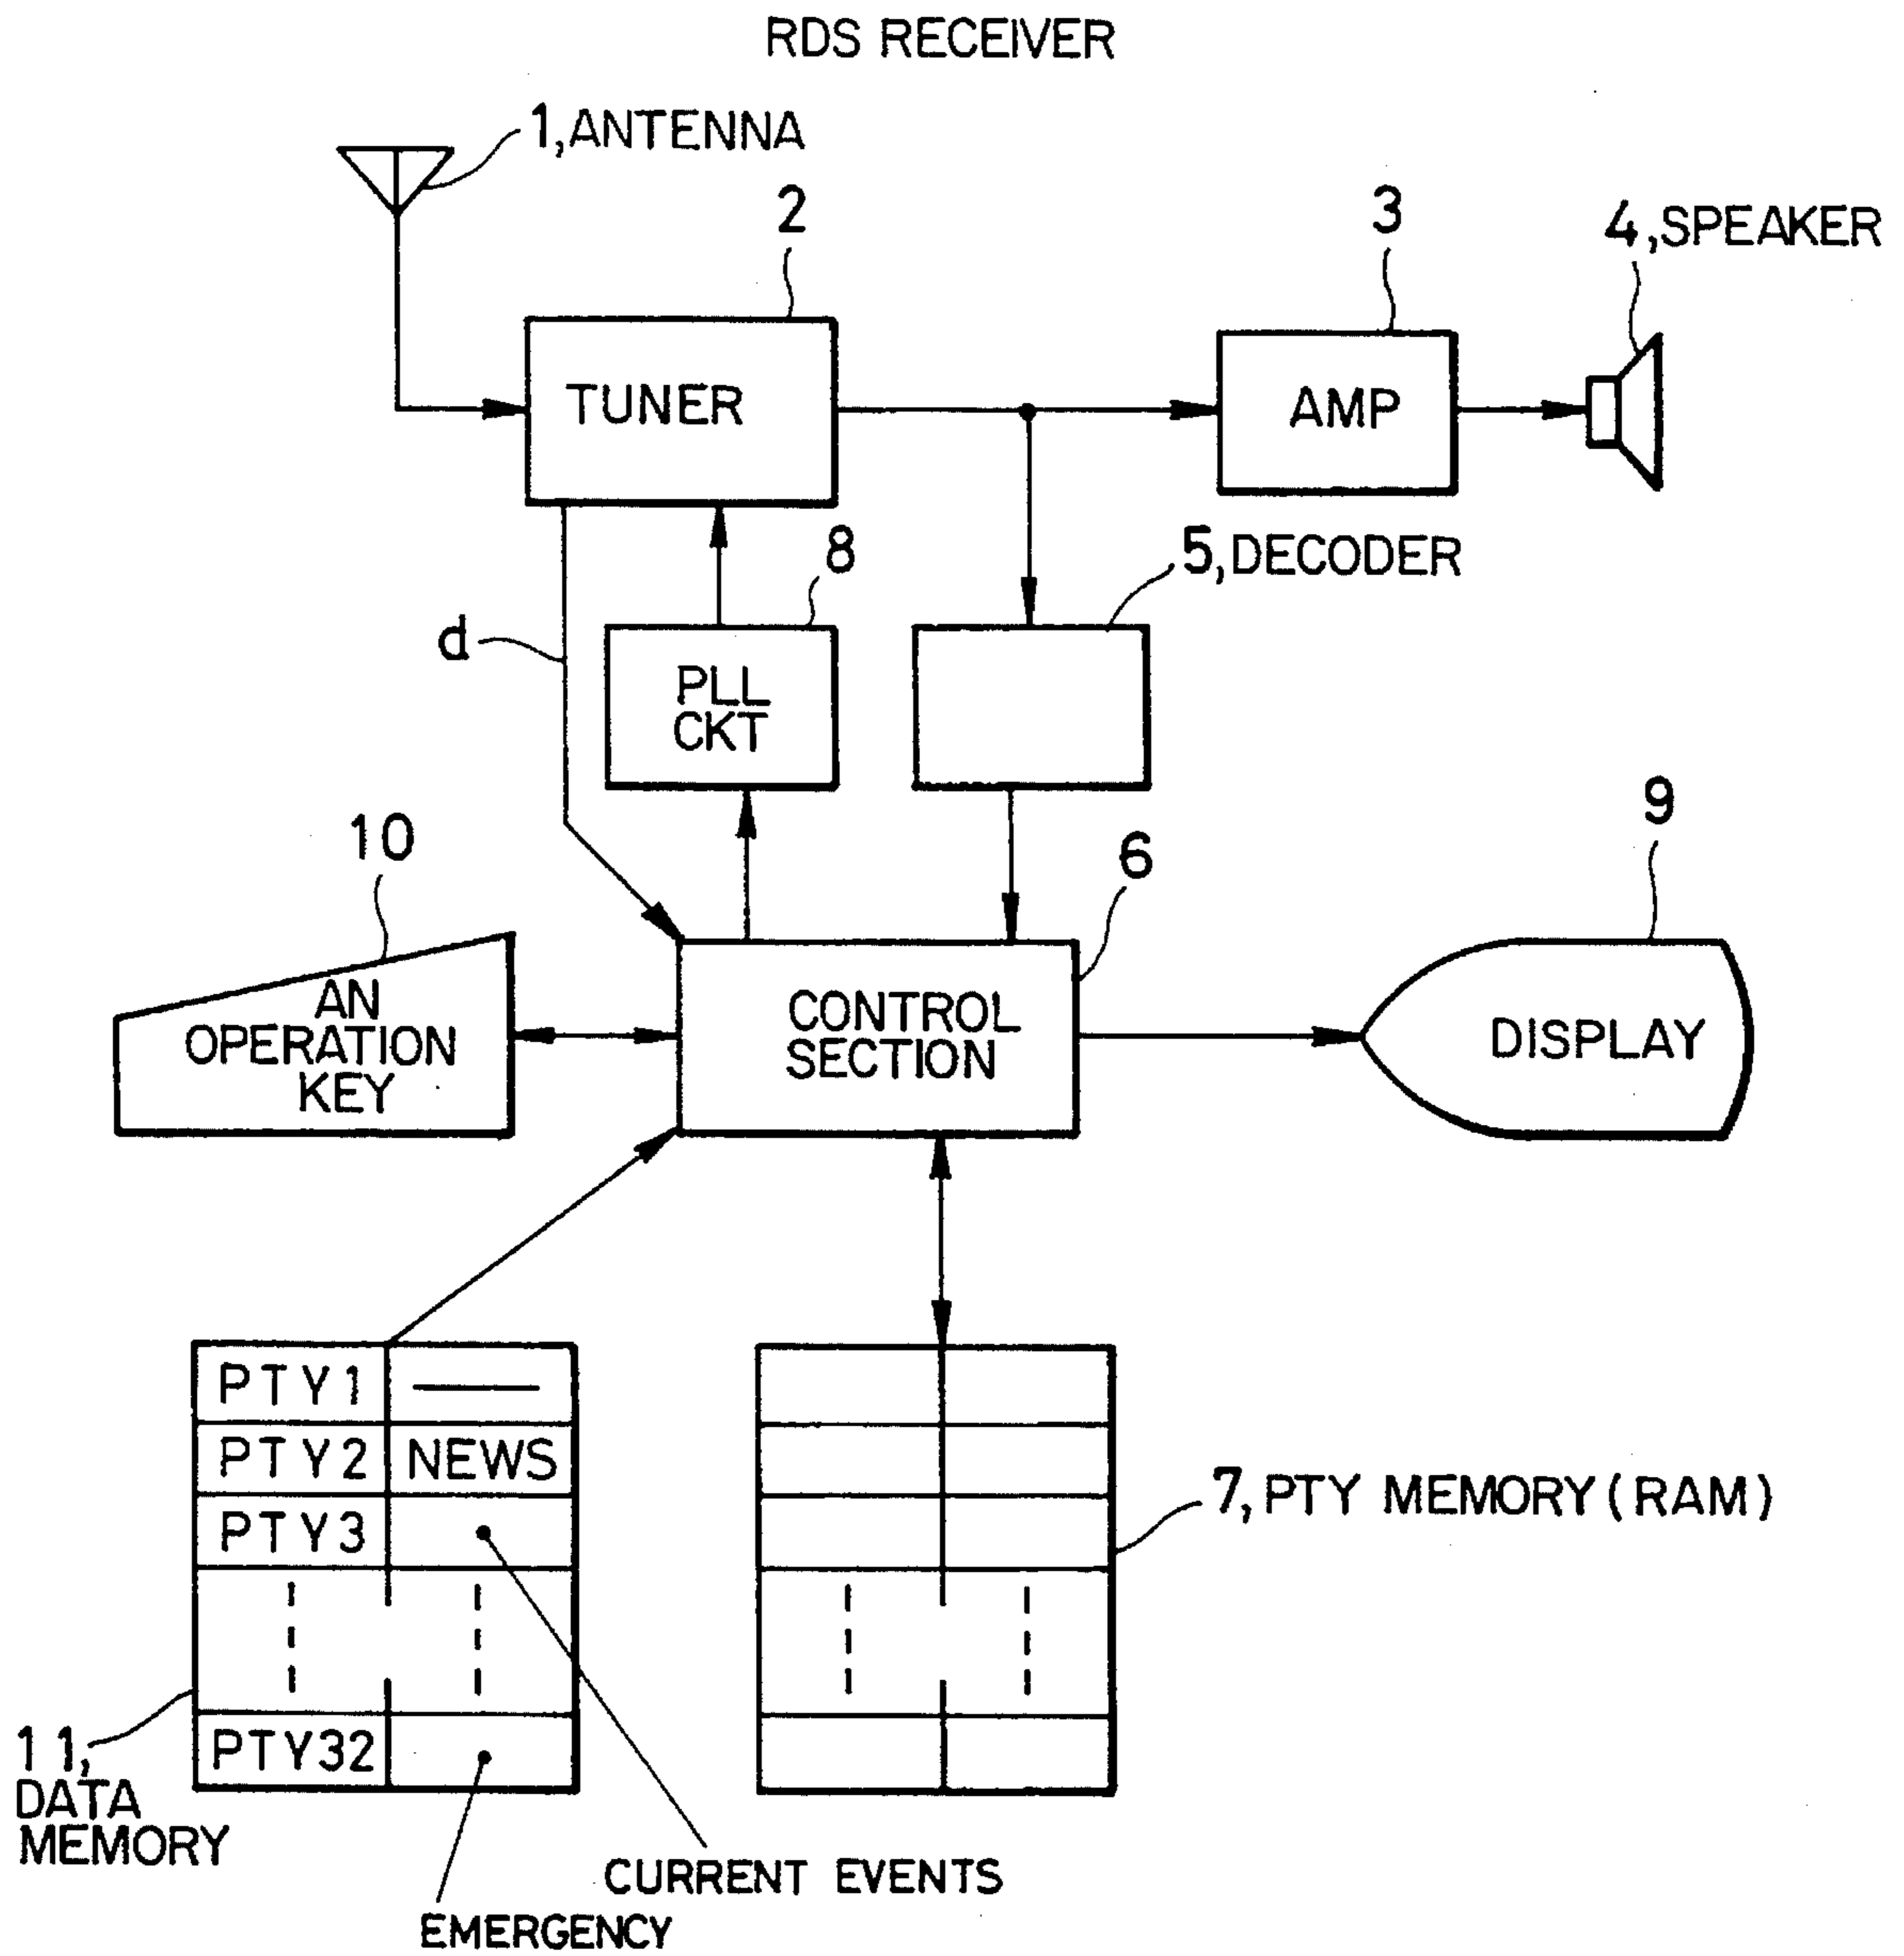 RDS RECEIVER
1, ANTENNA
2
3
4, SPEAKER
TUNER
AMP
8
5, DECODER
d
PLL
CKT
10
6
9
AN
OPERATION
KEY
CONTROL
SECTION
DISPLAY
PTY1
PTY2 NEWS
PTY3
7, PTY MEMORY (RAM)
PTY32
11,
DATA
MEMORY
CURRENT EVENTS
EMERGENCY